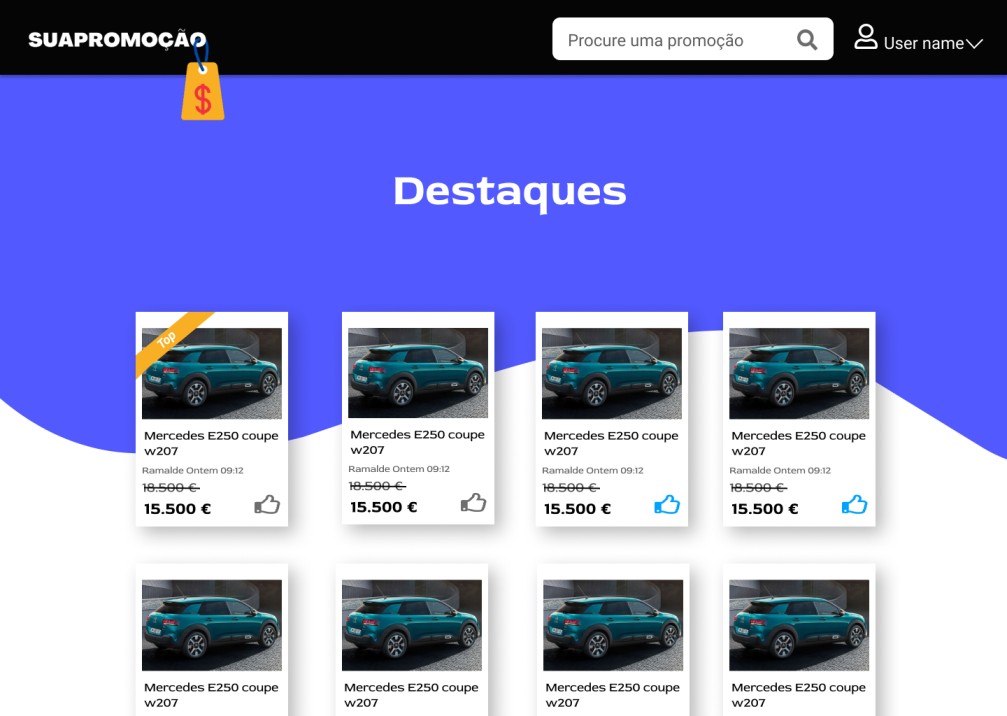 SUAPROMOÇÃO
$
Procure uma promoção
User name
Destaques
Top
Mercedes E250 coupe
w207
Ramalde Ontem 09:12
18.500 €
15.500 €
Mercedes E250 coupe
w207
Ramalde Ontem 09:12
18.500 €
15.500 €
Mercedes E250 coupe
w207
Ramalde Ontem 09:12
18.500 €
15.500 €
Mercedes E250 coupe
w207
Ramalde Ontem 09:12
18.500 €
15.500 €
Mercedes E250 coupe
w207
Mercedes E250 coupe
w207
Mercedes E250 coupe
w207
Mercedes E250 coupe
w207